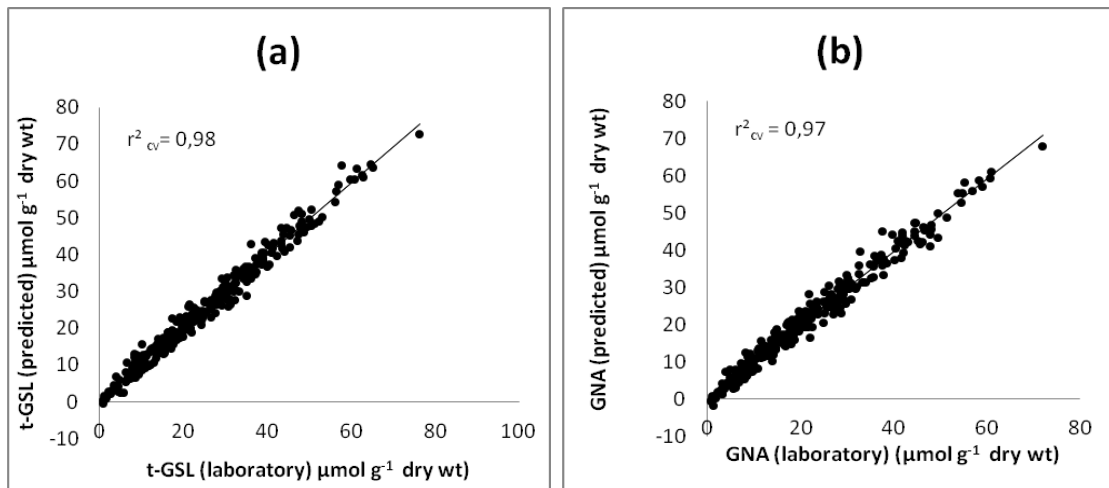 (a)
t-GSL (predicted) µmol g⁻¹ dry wt)
80
70
60
50
40
30
20
10
0
-10
r² cv = 0,98
0 20 40 60 80 100
t-GSL (laboratory) µmol g⁻¹ dry wt)
(b)
GNA (predicted) µmol g⁻¹ dry wt)
80
70
60
50
40
30
20
10
0
-10
r² cv = 0,97
0 20 40 60 80
GNA (laboratory) (µmol g⁻¹ dry wt)